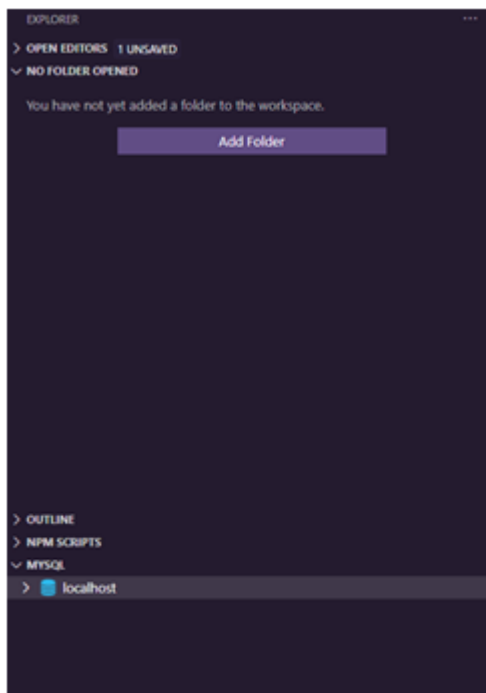 EXPLORER
OPEN EDITORS 1 UNSAVED
NO FOLDER OPENED
You have not yet added a folder to the workspace.
Add Folder
OUTLINE
NPM SCRIPTS
MYSQL
localhost